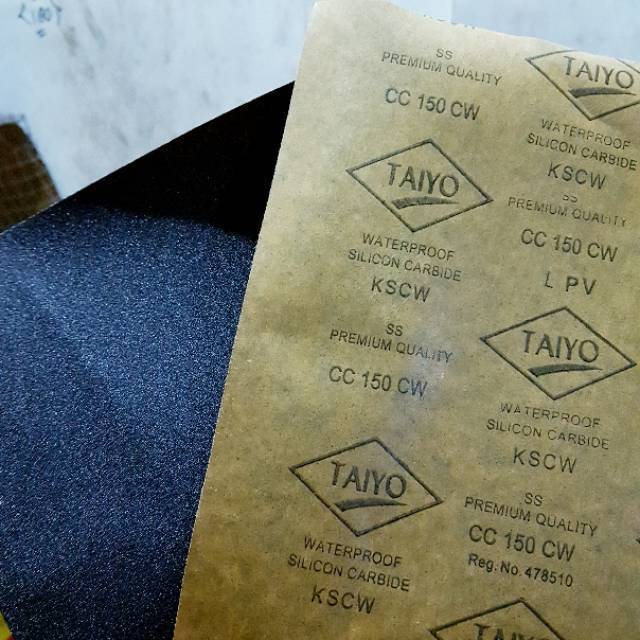 SS
PREMIUM QUALITY
CC 150 CW
TAIYO
WATERPROOF
SILICON CARBIDE
KSCW
SS
PREMIUM QUALITY
CC 150 CW
TAIYO
WATERPROOF
SILICON CARBIDE
KSCW
TAIYO
WATERPROOF
SILICON CARBIDE
KSCW
SS
PREMIUM QUALITY
CC 150 CW
L P V
TAIYO
WATERPROOF
SILICON CARBIDE
KSCW
SS
PREMIUM QUALITY
CC 150 CW
Reg. No. 478510